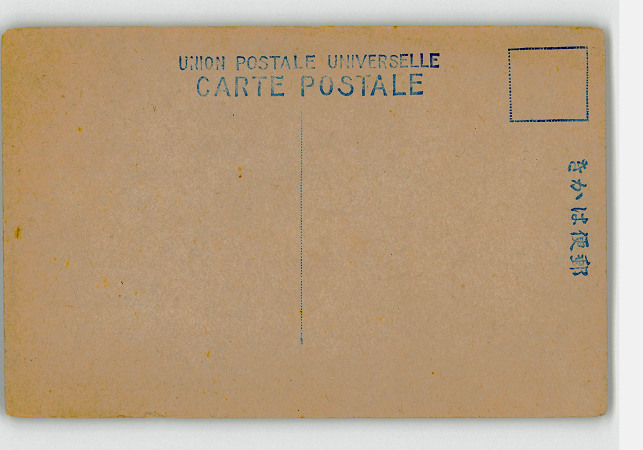 UNION POSTALE UNIVERSELLE
CARTE POSTALE
郵便はかき